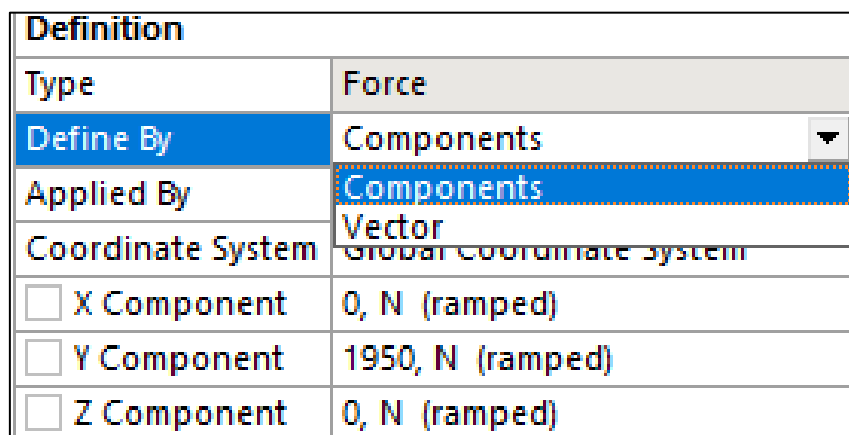 Definition
Type Force
Define By Components
Applied By Components
Vector
Coordinate System Global Coordinate System
X Component 0, N (ramped)
Y Component 1950, N (ramped)
Z Component 0, N (ramped)